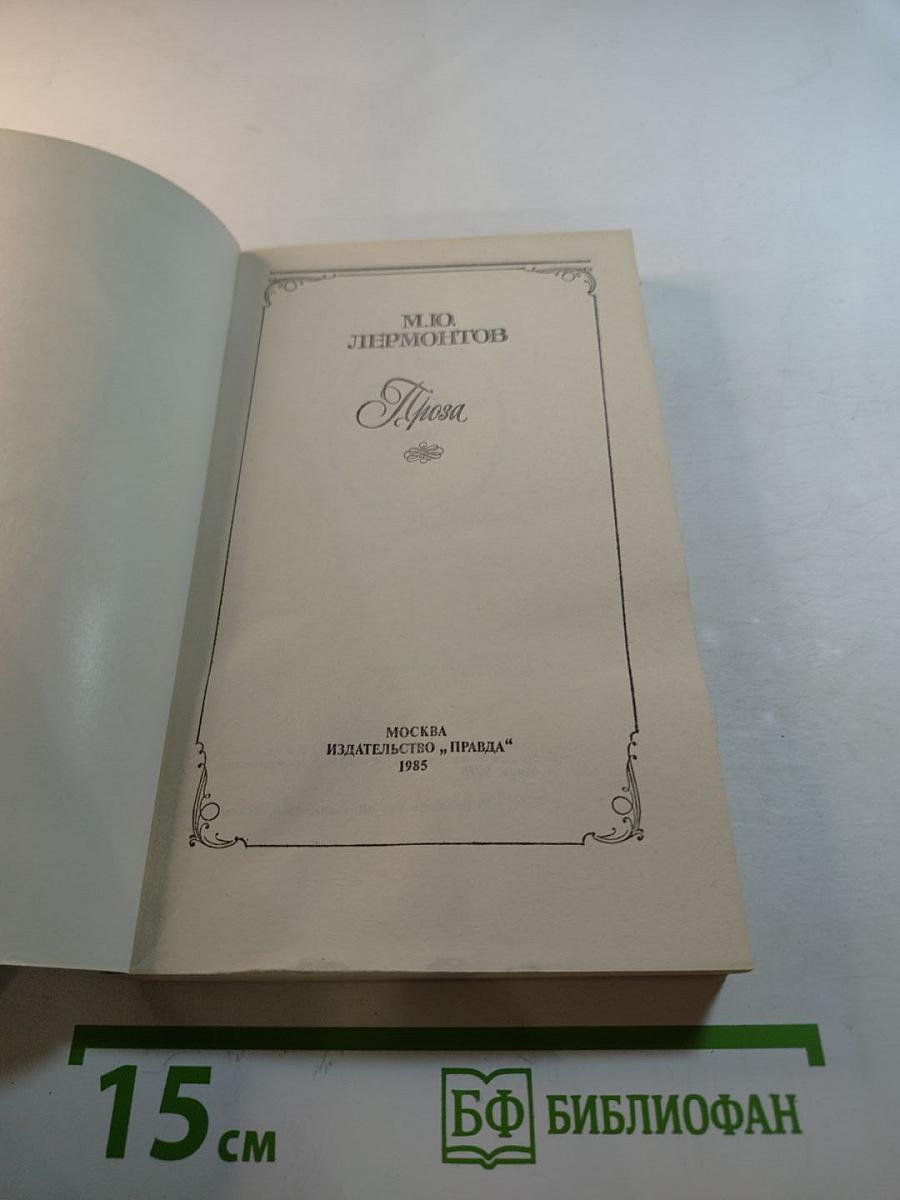 М.Ю.
ЛЕРМОНТОВ
Проза
МОСКВА
ИЗДАТЕЛЬСТВО „ПРАВДА“
1985
15 см
БФ БИБЛИОФАН